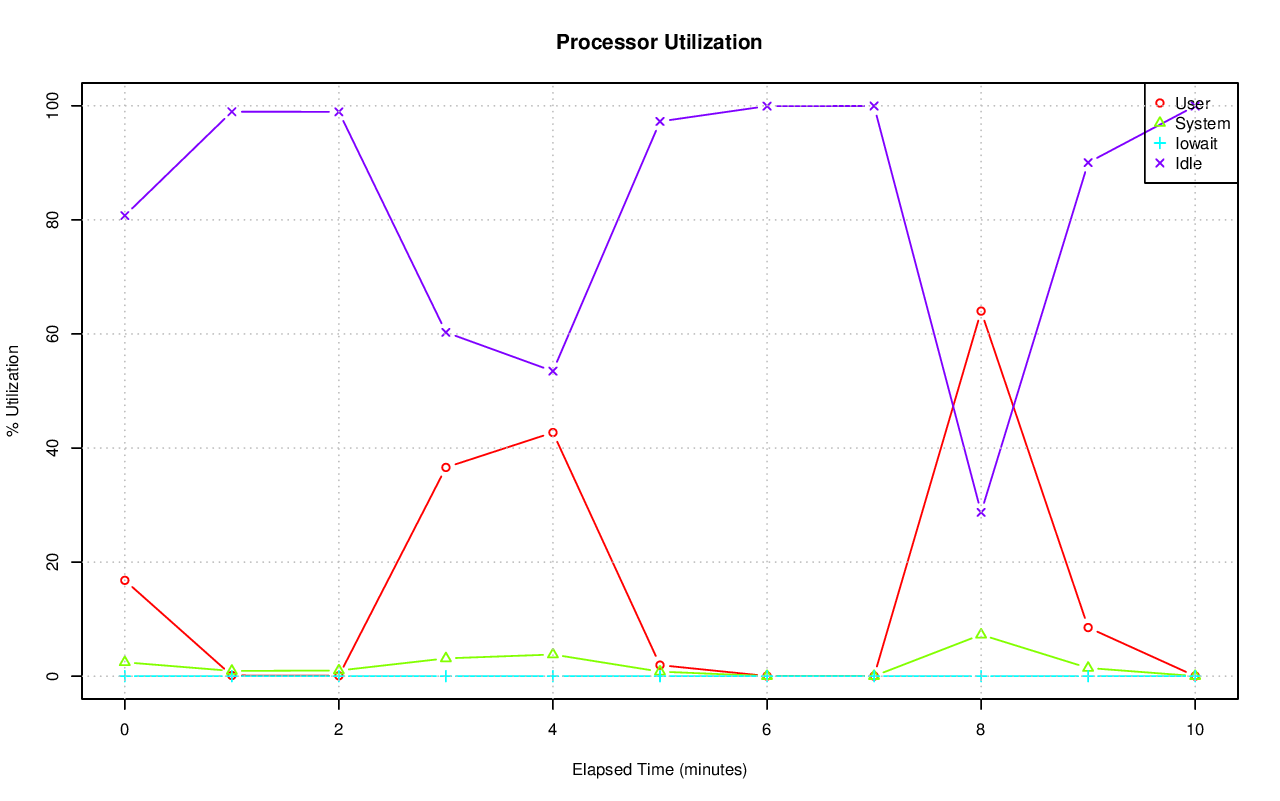 Processor Utilization
% Utilization
100
80
60
40
20
0
User
System
Iowait
Idle
0 2 4 6 8 10
Elapsed Time (minutes)